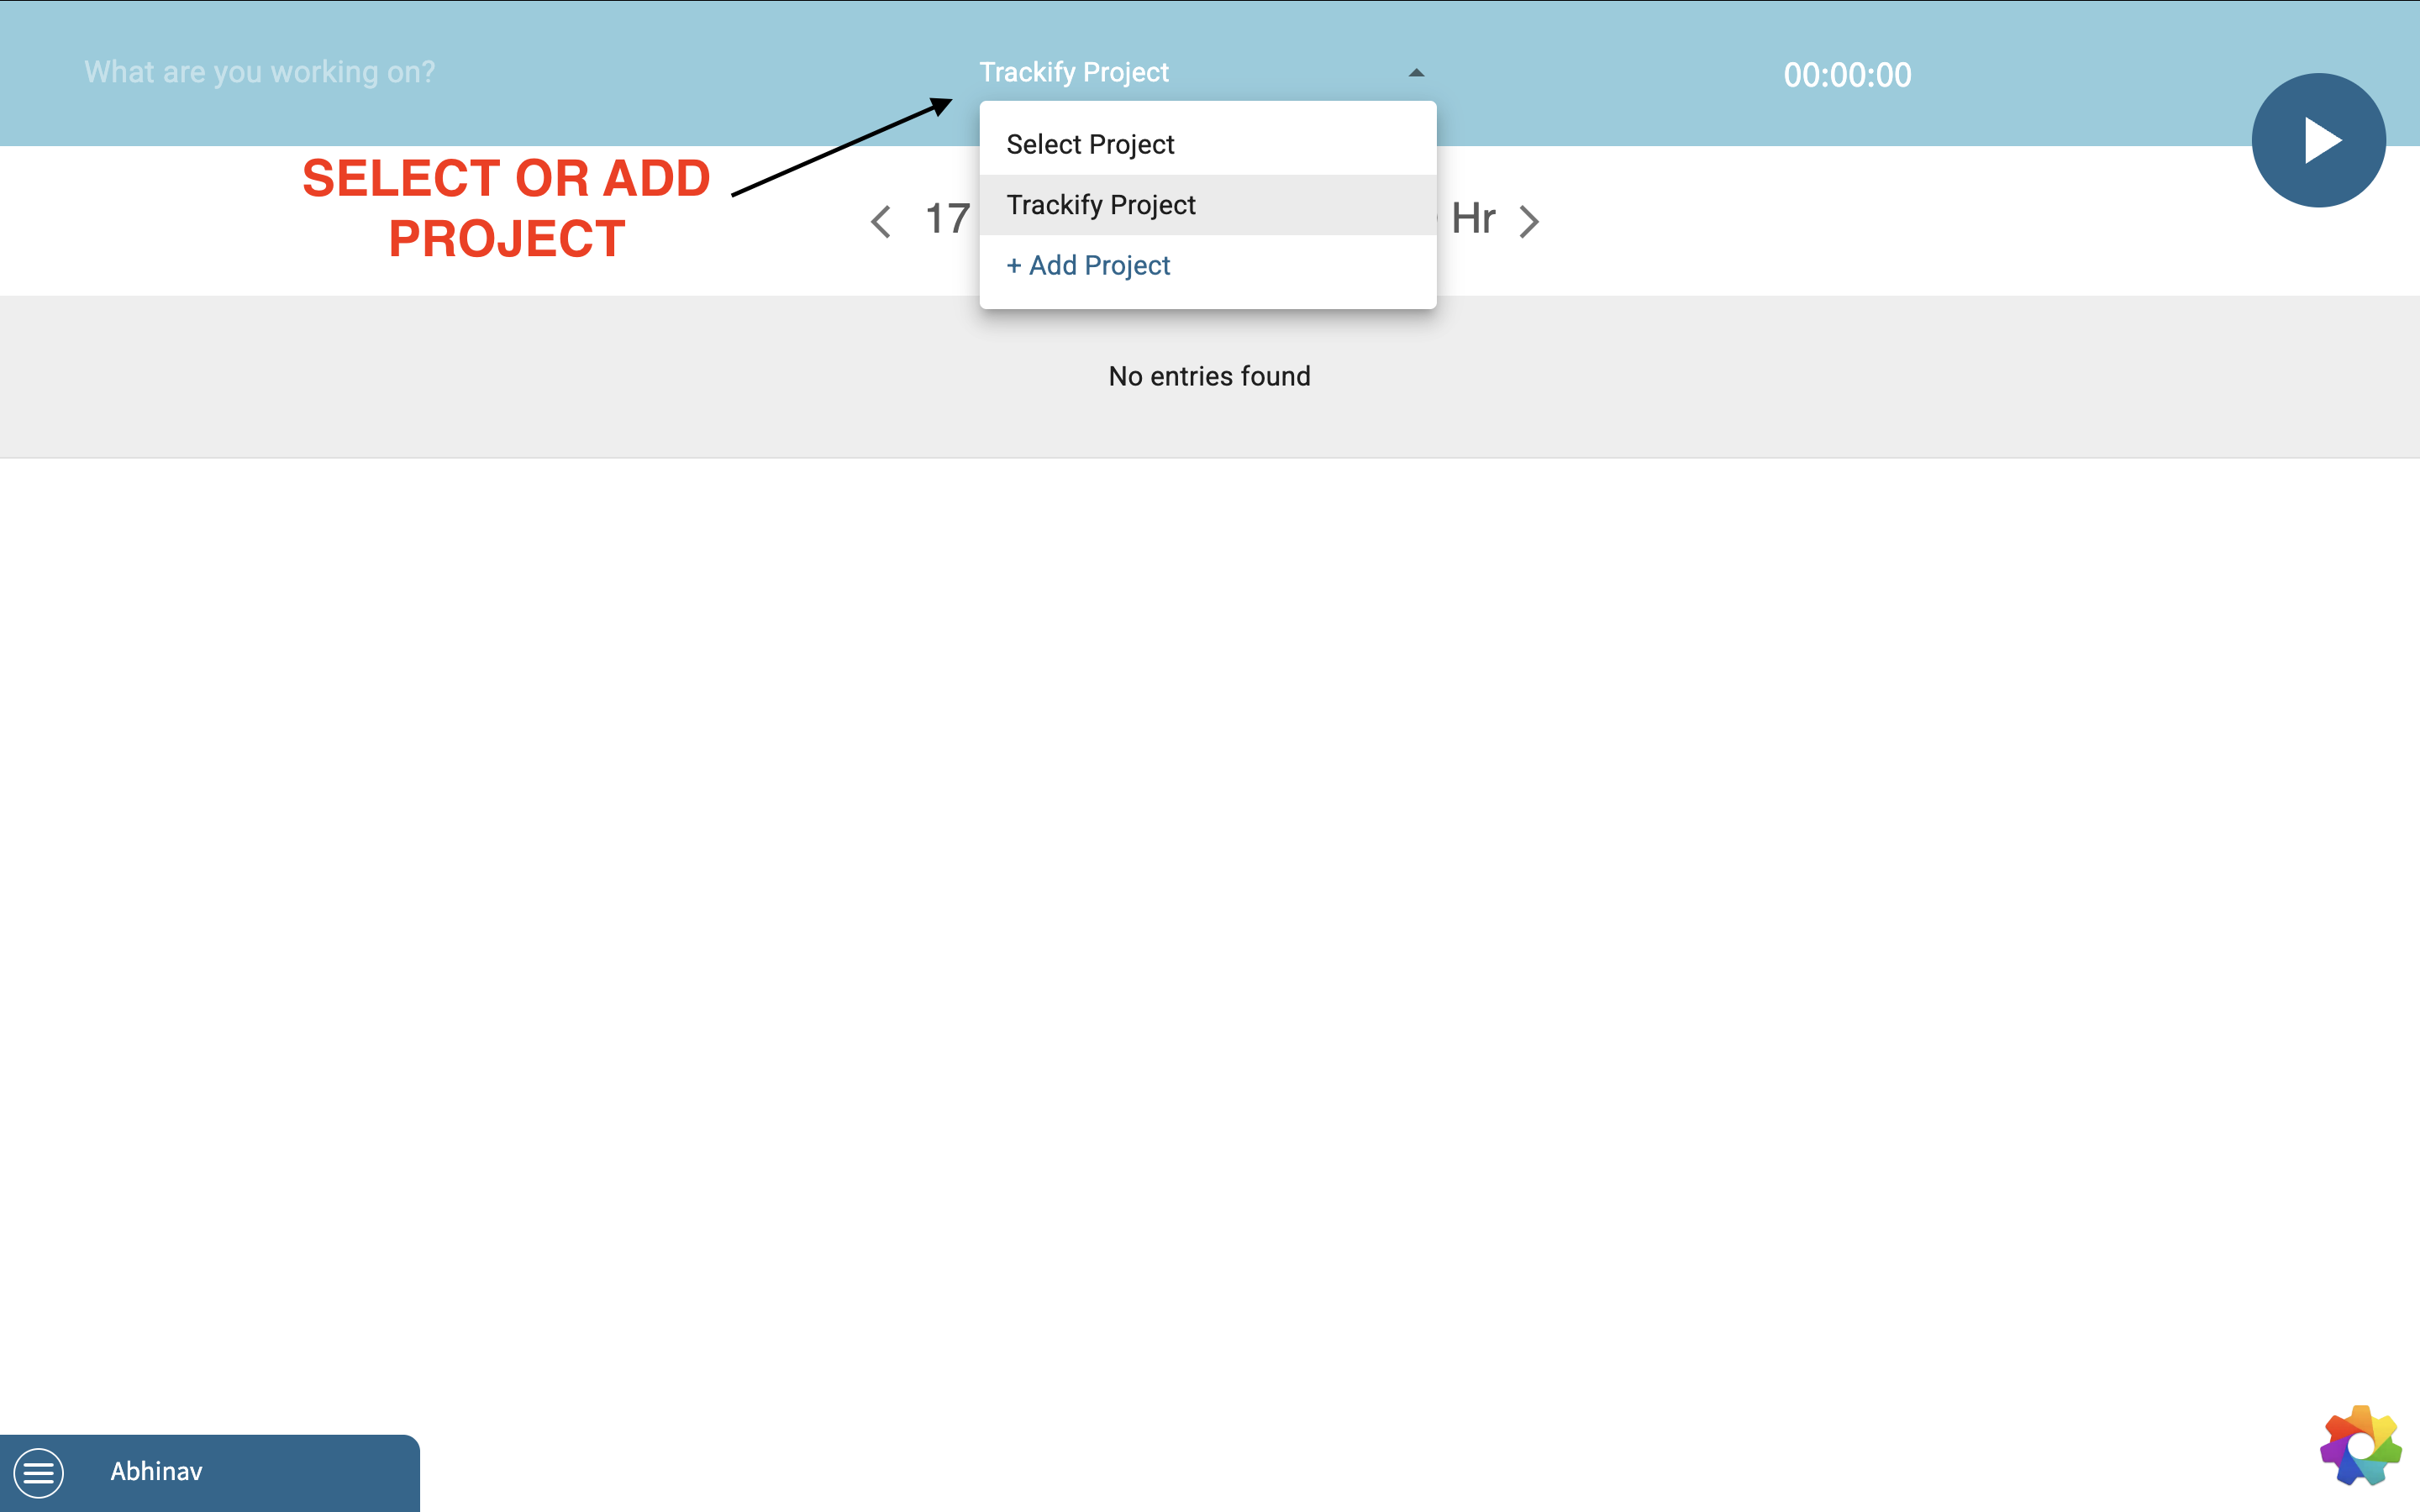 What are you working on?
Trackify Project
00:00:00
SELECT OR ADD
PROJECT
Select Project
Trackify Project
+ Add Project
17
Hr
No entries found
Abhinav